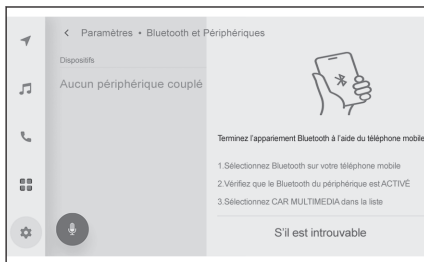 Paramètres • Bluetooth et Périphériques
Dispositifs
Aucun périphérique couplé
Terminez l'appariement Bluetooth à l'aide du téléphone mobile
1.Sélectionnez Bluetooth sur votre téléphone mobile
2.Vérifiez que le Bluetooth du périphérique est ACTIVÉ
3.Sélectionnez CAR MULTIMEDIA dans la liste
S'il est introuvable